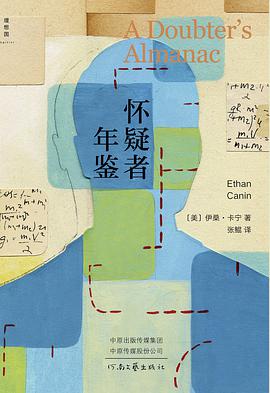 理想国
A Doubter's
Almanac
怀疑者
年鉴
Ethan
Canin
[美] 伊桑·卡宁 著
张鲲 译
中原出版传媒集团
中原传媒股份公司
河南文艺出版社